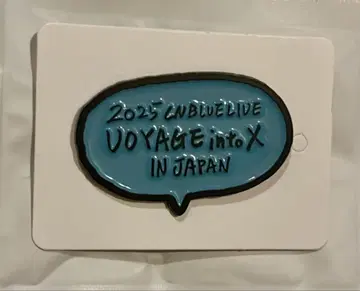 2025 CNBLUE LIVE
VOYAGE into X
IN JAPAN